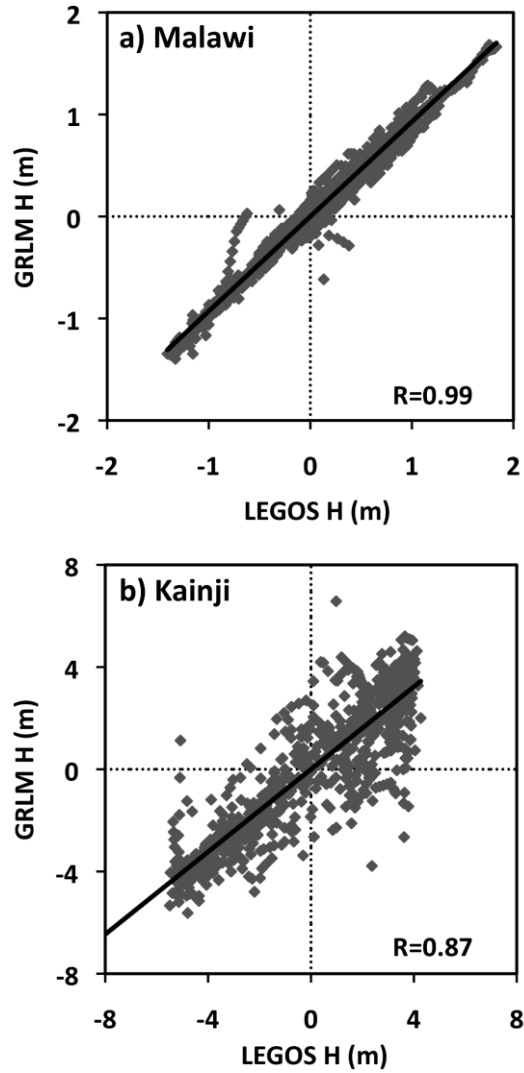 a) Malawi
2
1
0
-1
-2
GRLM H (m)
R=0.99
-2 -1 0 1 2
LEGOS H (m)
b) Kainji
8
4
0
-4
-8
GRLM H (m)
R=0.87
-8 -4 0 4 8
LEGOS H (m)